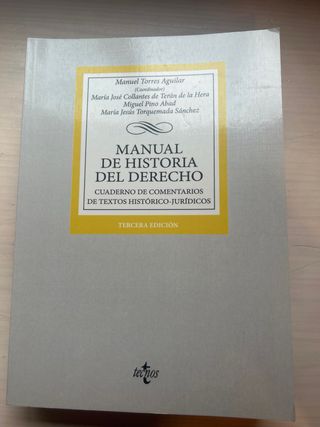 Manuel Torres Aguilar
(Coordinador)
María José Collantes de Terán de la Hera
Miguel Pino Abad
María Jesús Torquemada Sánchez
MANUAL
DE HISTORIA
DEL DERECHO
CUADERNO DE COMENTARIOS
DE TEXTOS HISTÓRICO-JURÍDICOS
TERCERA EDICIÓN
tecnos